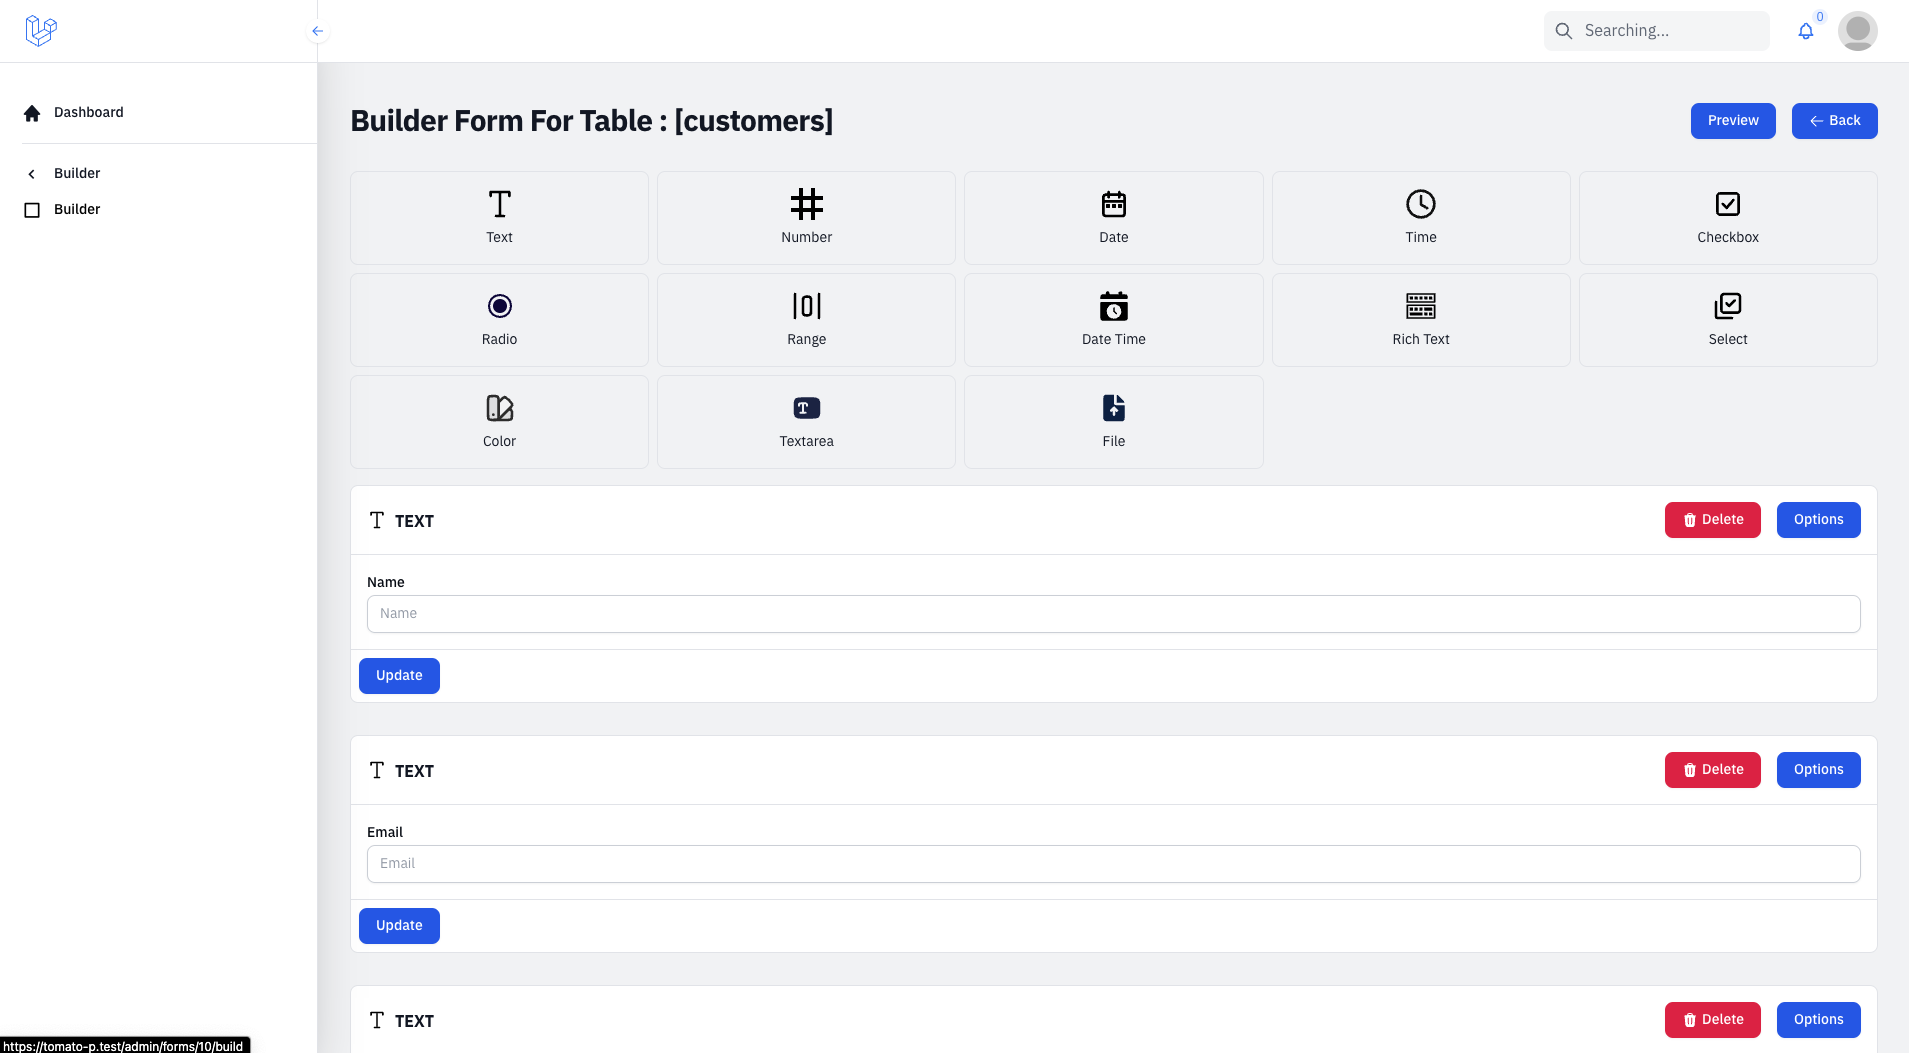 Searching...
0
Dashboard
Builder
Builder
Builder Form For Table : [customers]
Preview
Back
Text
Number
Date
Time
Checkbox
Radio
Range
Date Time
Rich Text
Select
Color
Textarea
File
TEXT
Delete
Options
Name
Name
Update
TEXT
Delete
Options
Email
Email
Update
TEXT
Delete
Options
https://tomato-p.test/admin/forms/10/build